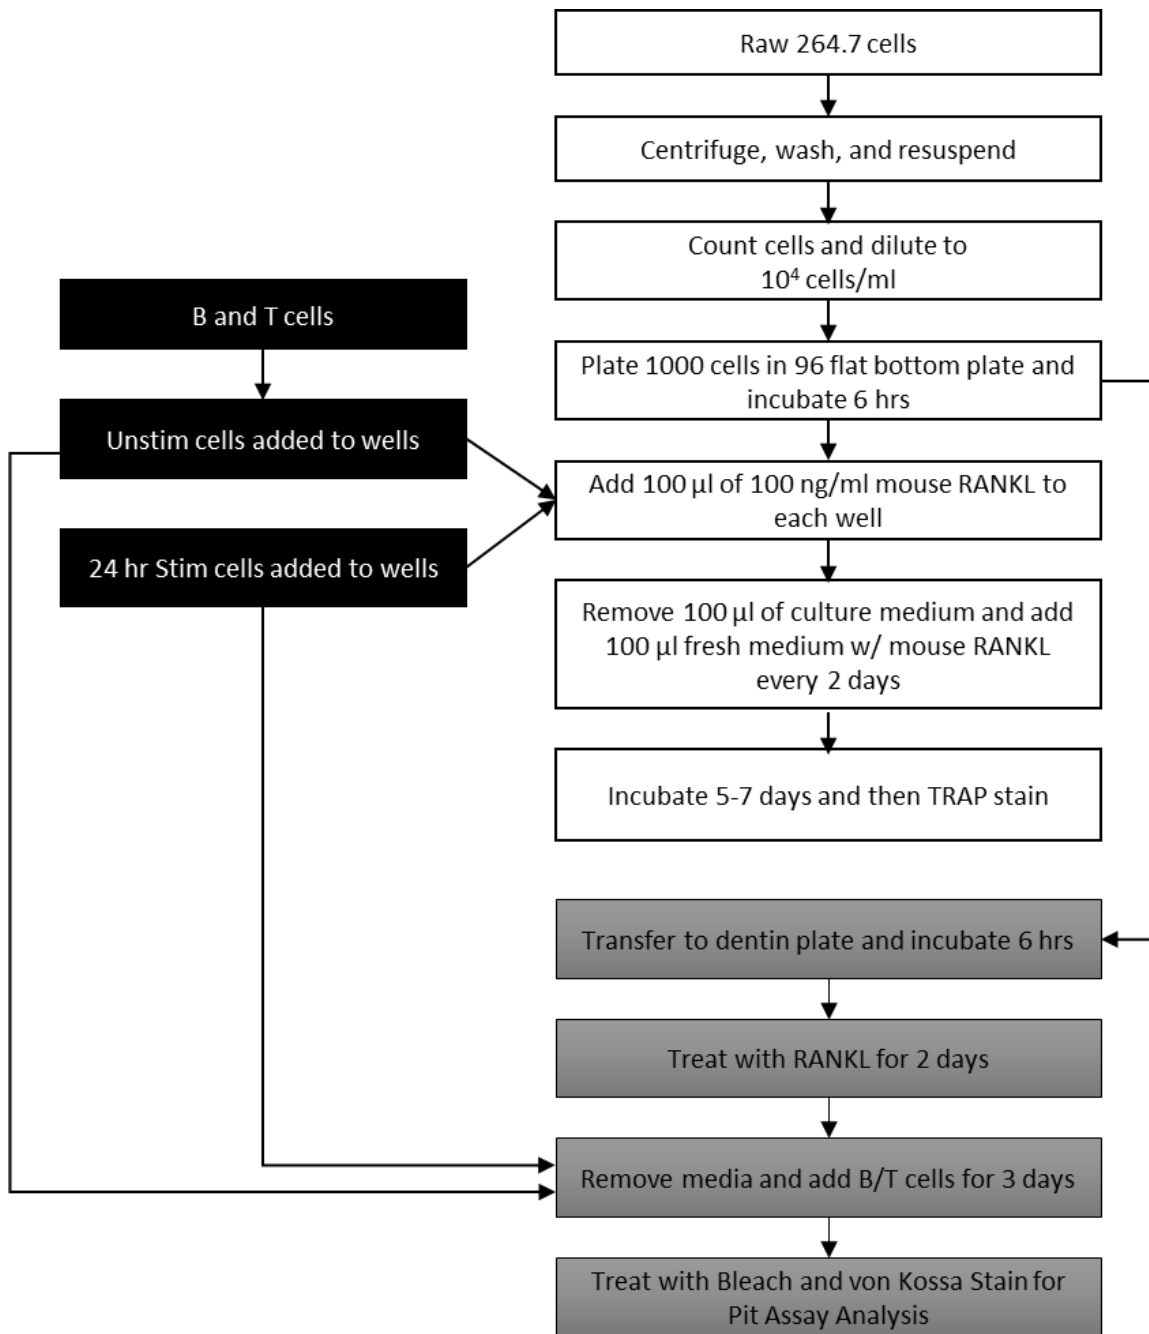 Raw 264.7 cells
Centrifuge, wash, and resuspend
Count cells and dilute to
10⁴ cells/ml
B and T cells
Plate 1000 cells in 96 flat bottom plate and
incubate 6 hrs
Unstim cells added to wells
Add 100 µl of 100 ng/ml mouse RANKL to
each well
24 hr Stim cells added to wells
Remove 100 µl of culture medium and add
100 µl fresh medium w/ mouse RANKL
every 2 days
Incubate 5-7 days and then TRAP stain
Transfer to dentin plate and incubate 6 hrs
Treat with RANKL for 2 days
Remove media and add B/T cells for 3 days
Treat with Bleach and von Kossa Stain for
Pit Assay Analysis